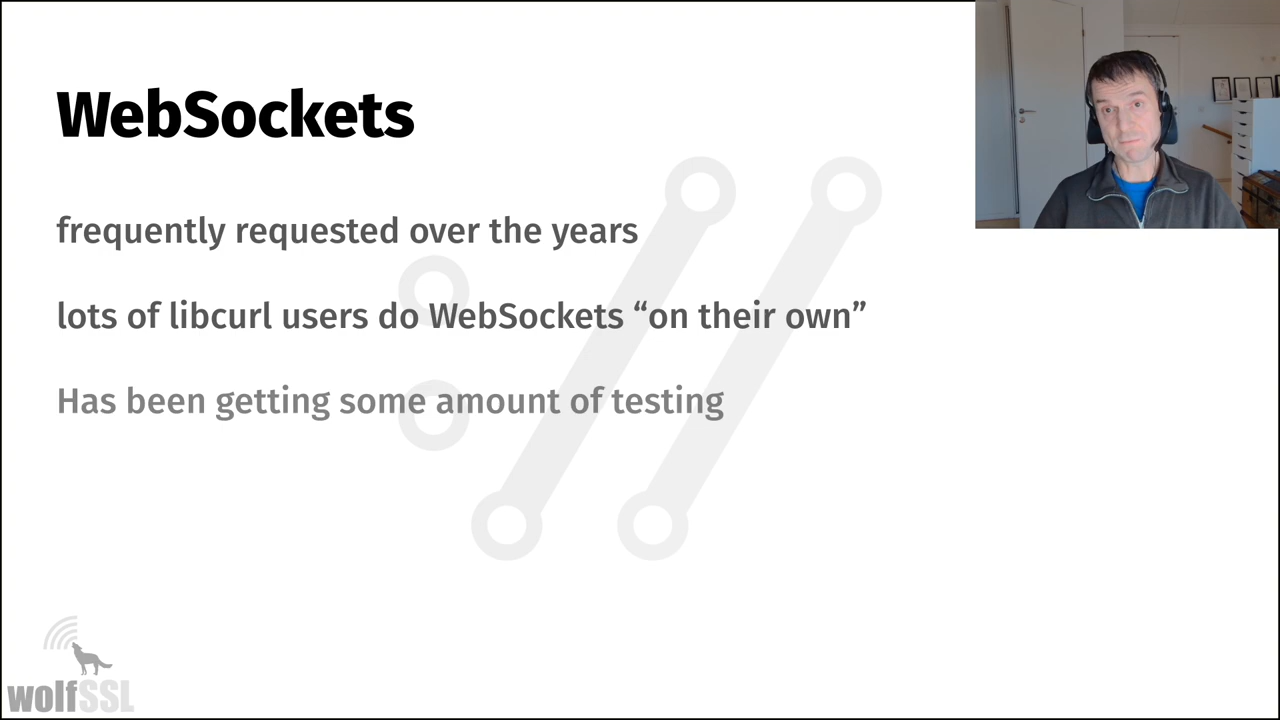 WebSockets
frequently requested over the years
lots of libcurl users do WebSockets “on their own”
Has been getting some amount of testing
wolfSSL